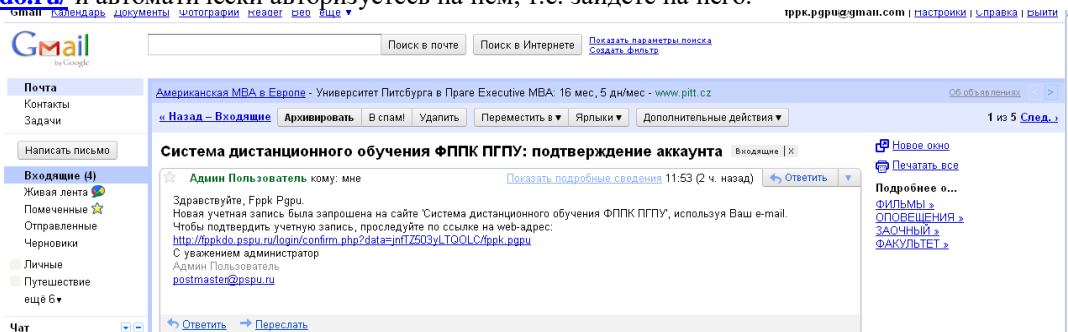 do.ru/ и автоматически авторизуетесь на нем, т.е. зайдете на него.
Gmail Календарь Документы Фотографии Reader Веб ещё ▼
fppk.pgpu@gmail.com | Настройки | Справка | Выйти
Gmail
by Google
Поиск в почте
Поиск в Интернете
Показать параметры поиска
Создать фильтр
Почта
Контакты
Задачи
Написать письмо
Входящие (4)
Живая лента
Помеченные
Отправленные
Черновики
Личные
Путешествие
ещё 6▼
Чат
Американская MBA в Европе - Университет Питсбурга в Праге Executive MBA: 16 мес, 5 дн/мес - www.pitt.cz
Об объявлениях < >
« Назад – Входящие Архивировать В спам! Удалить Переместить в ▼ Ярлыки ▼ Дополнительные действия ▼
1 из 5 След. ›
Система дистанционного обучения ФППК ПГПУ: подтверждение аккаунта Входящие | X
Админ Пользователь кому: мне
Показать подробные сведения 11:53 (2 ч. назад)
Ответить
Здравствуйте, Fppk Pgpu.
Новая учетная запись была запрошена на сайте 'Система дистанционного обучения ФППК ПГПУ', используя Ваш e-mail.
Чтобы подтвердить учетную запись, проследуйте по ссылке на web-адрес:
http://fppkdo.pspu.ru/login/confirm.php?data=jnfTZ503yLTQOLC/fppk.pgpu
С уважением администратор
Админ Пользователь
postmaster@pspu.ru
Ответить Переслать
Новое окно
Печатать все
Подробнее о...
ФИЛЬМЫ »
ОПОВЕЩЕНИЯ »
ЗАОЧНЫЙ »
ФАКУЛЬТЕТ »